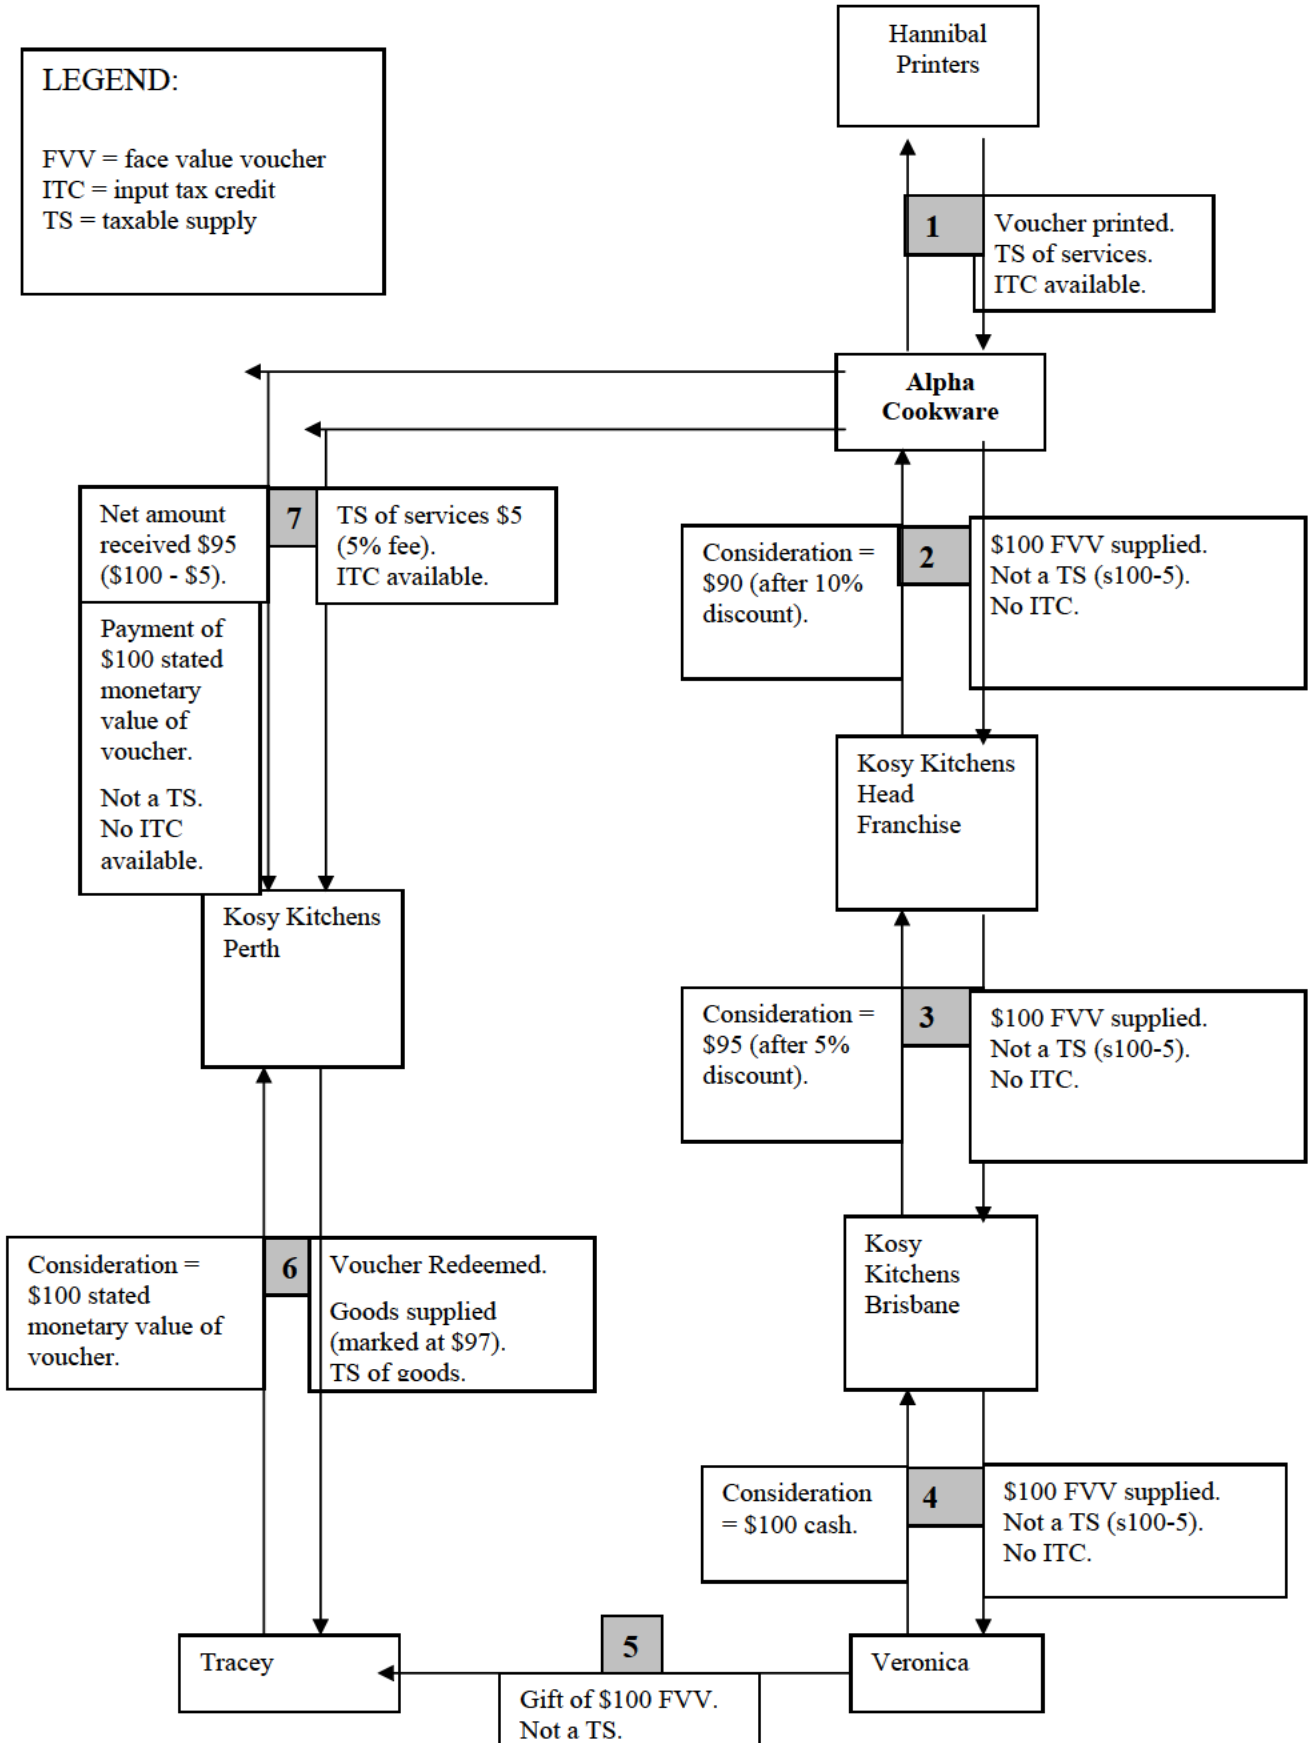 Hannibal
Printers
LEGEND:
FVV = face value voucher
ITC = input tax credit
TS = taxable supply
1
Voucher printed.
TS of services.
ITC available.
Alpha
Cookware
Net amount
received $95
($100 - $5).
7
TS of services $5
(5% fee).
ITC available.
Payment of
$100 stated
monetary
value of
voucher.
Not a TS.
No ITC
available.
Consideration =
$90 (after 10%
discount).
2
$100 FVV supplied.
Not a TS (s100-5).
No ITC.
Kosy Kitchens
Head
Franchise
Kosy Kitchens
Perth
Consideration =
$95 (after 5%
discount).
3
$100 FVV supplied.
Not a TS (s100-5).
No ITC.
Kosy
Kitchens
Brisbane
Consideration =
$100 stated
monetary value of
voucher.
6
Voucher Redeemed.
Goods supplied
(marked at $97).
TS of goods.
Consideration
= $100 cash.
4
$100 FVV supplied.
Not a TS (s100-5).
No ITC.
Tracey
5
Gift of $100 FVV.
Not a TS.
Veronica